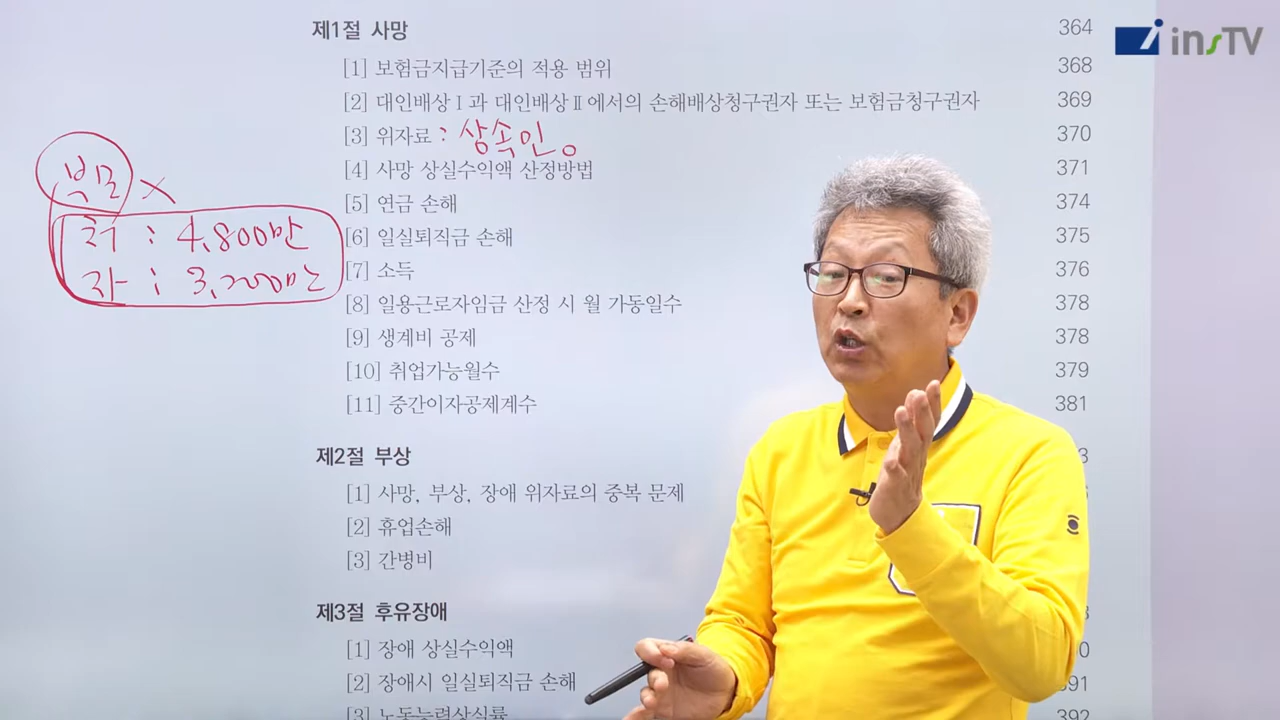 제1절 사망 364
[1] 보험금지급기준의 적용 범위 368
[2] 대인배상Ⅰ과 대인배상Ⅱ에서의 손해배상청구권자 또는 보험금청구권자 369
[3] 위자료 : 상속인。 370
[4] 사망 상실수익액 산정방법 371
[5] 연금 손해 374
[6] 일실퇴직금 손해 375
[7] 소득 376
[8] 일용근로자임금 산정 시 월 가동일수 378
[9] 생계비 공제 378
[10] 취업가능월수 379
[11] 중간이자공제계수 381
제2절 부상 3
[1] 사망, 부상, 장애 위자료의 중복 문제
[2] 휴업손해
[3] 간병비
제3절 후유장애
[1] 장애 상실수익액 0
[2] 장애시 일실퇴직금 손해 391
[3] 노동능력상실률 392
부모 ×
처 : 4,800만
자 : 3,200만
insTV